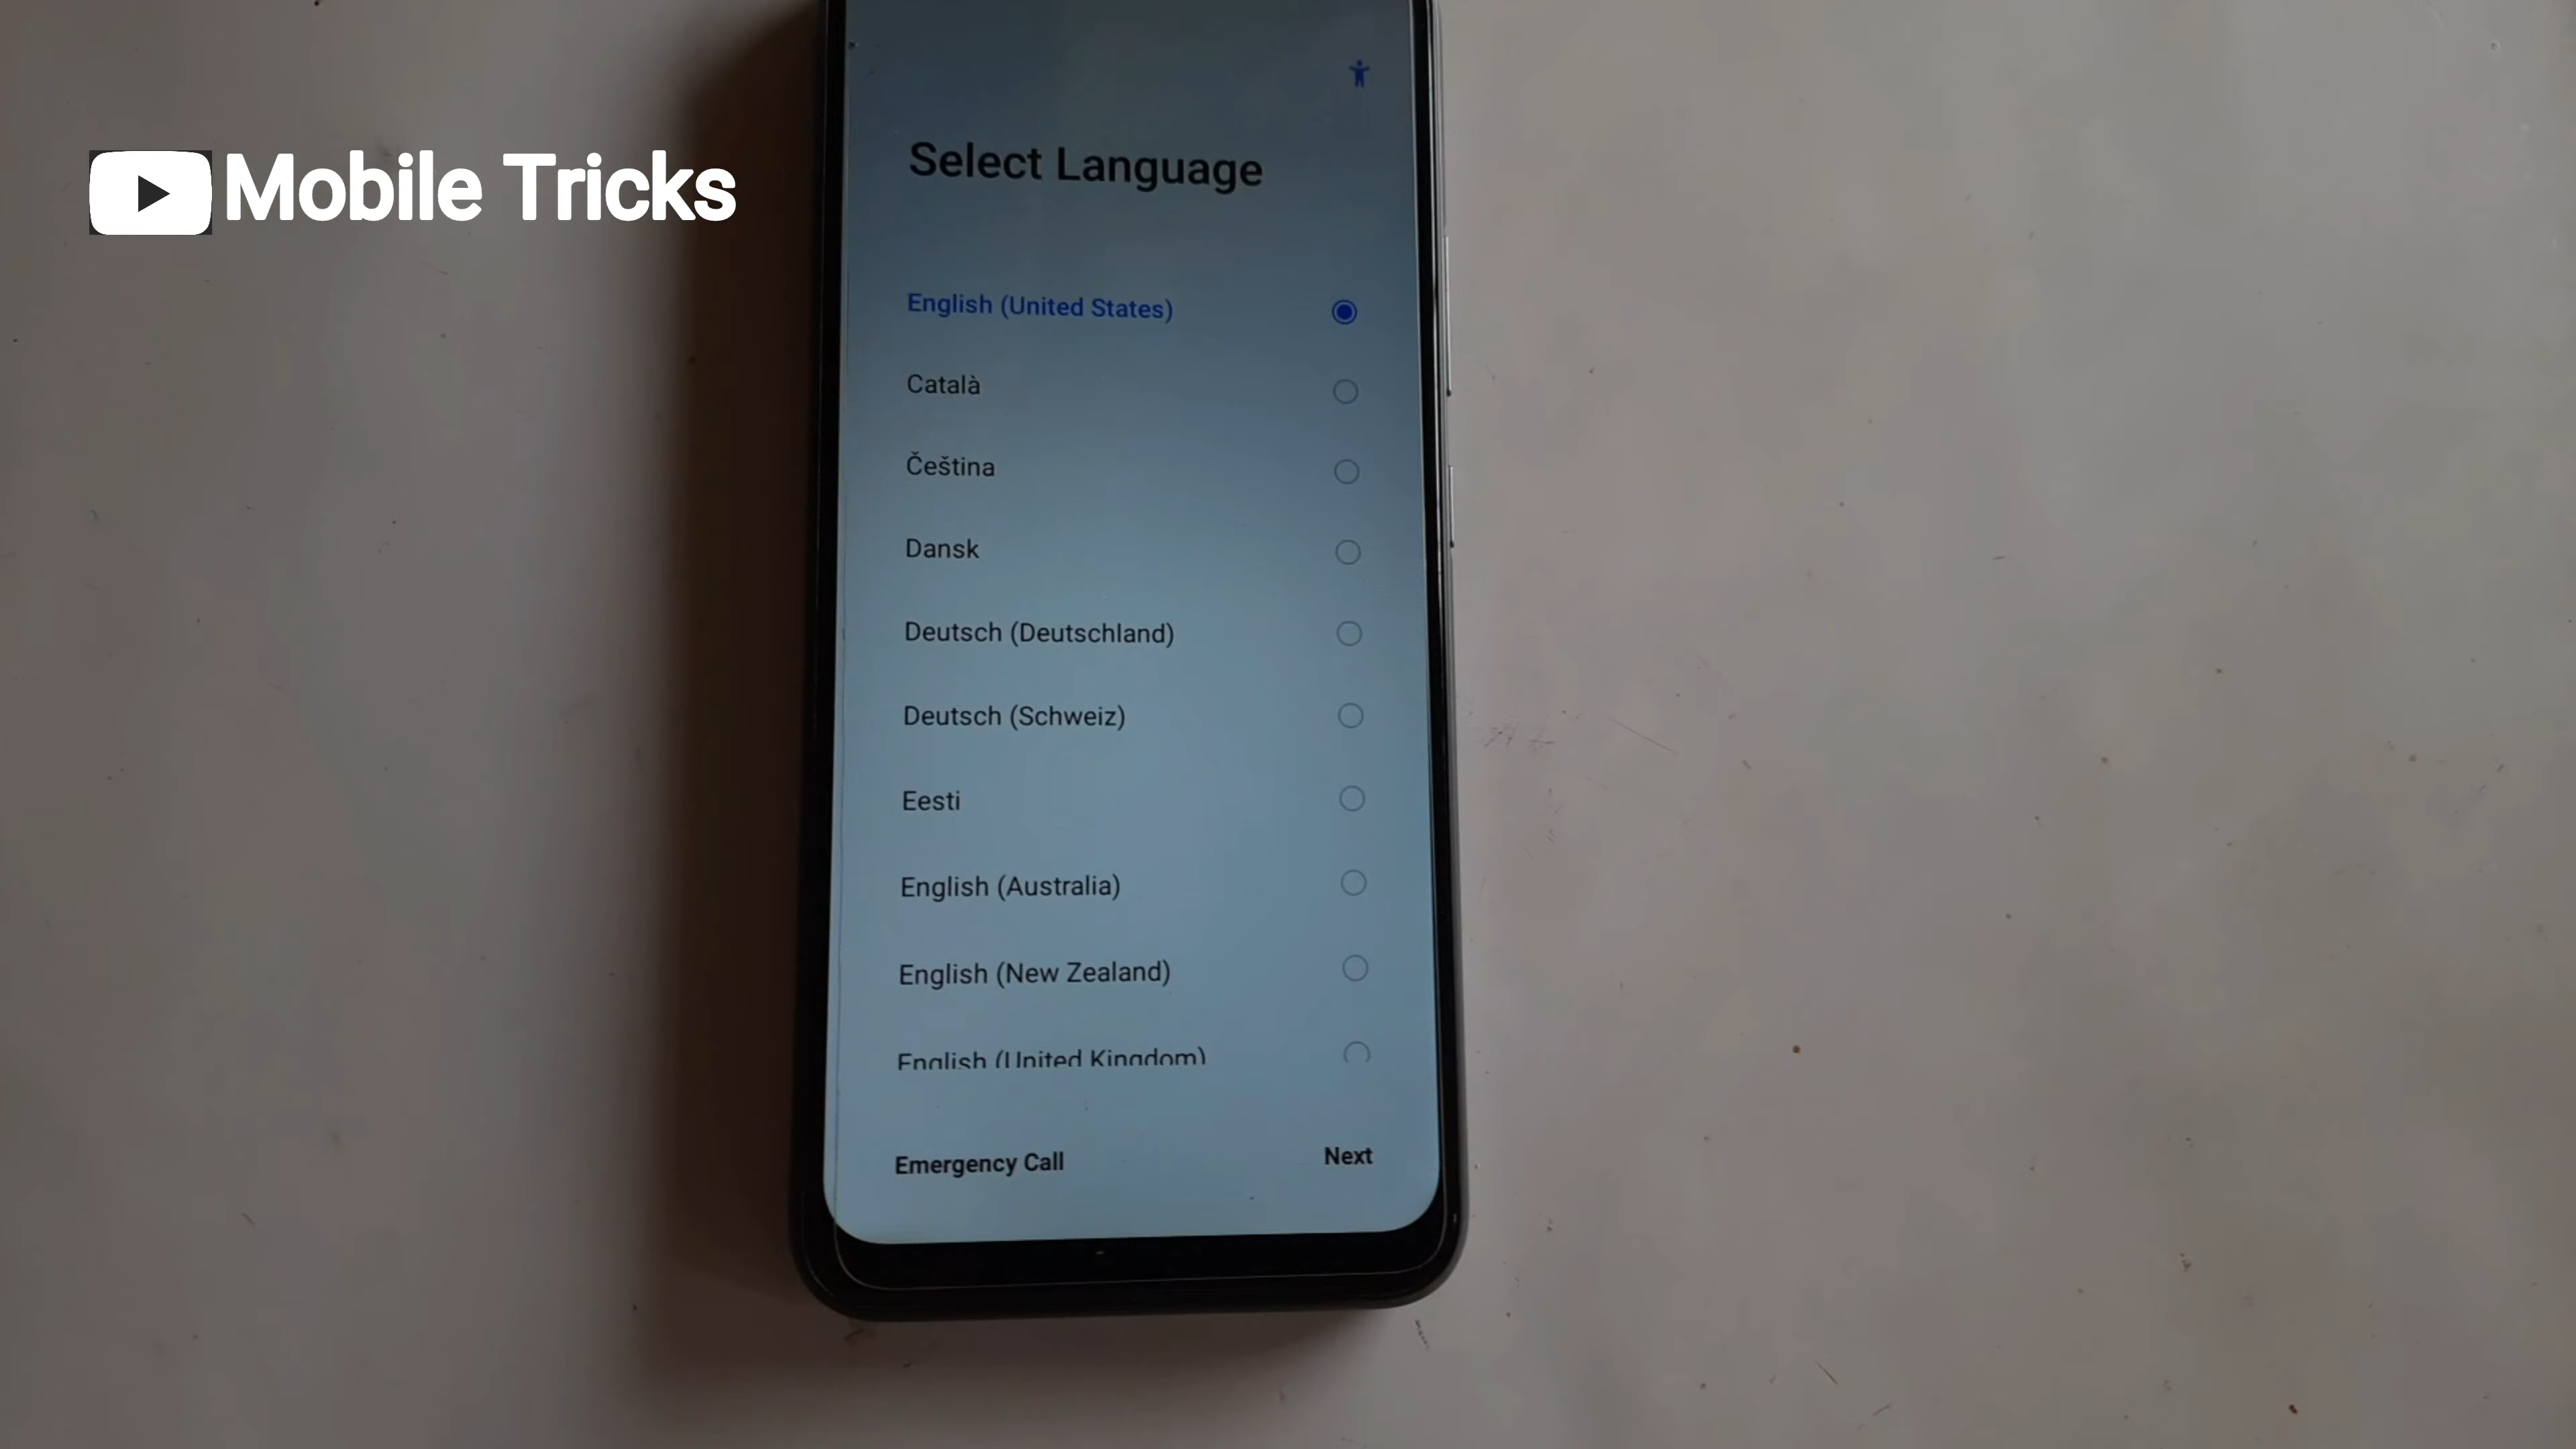 Mobile Tricks
Select Language
English (United States)
Català
Čeština
Dansk
Deutsch (Deutschland)
Deutsch (Schweiz)
Eesti
English (Australia)
English (New Zealand)
English (United Kingdom)
Emergency Call
Next